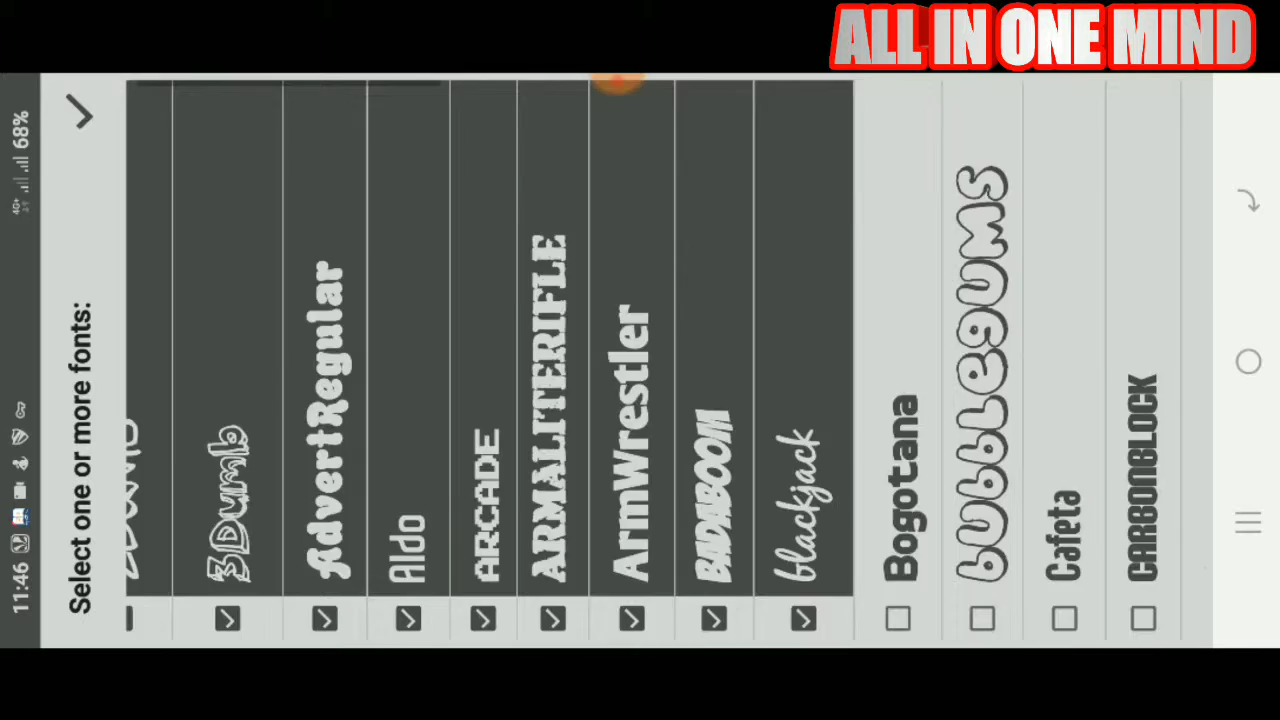 ALL IN ONE MIND
11:46
4G+
68%
Select one or more fonts:
3Dumb
AdvertRegular
Aldo
ARCADE
ARMALITERIFLE
ArmWrestler
BADABOOM
blackjack
Bogotana
bubblegums
Cafeta
CARBONBLOCK